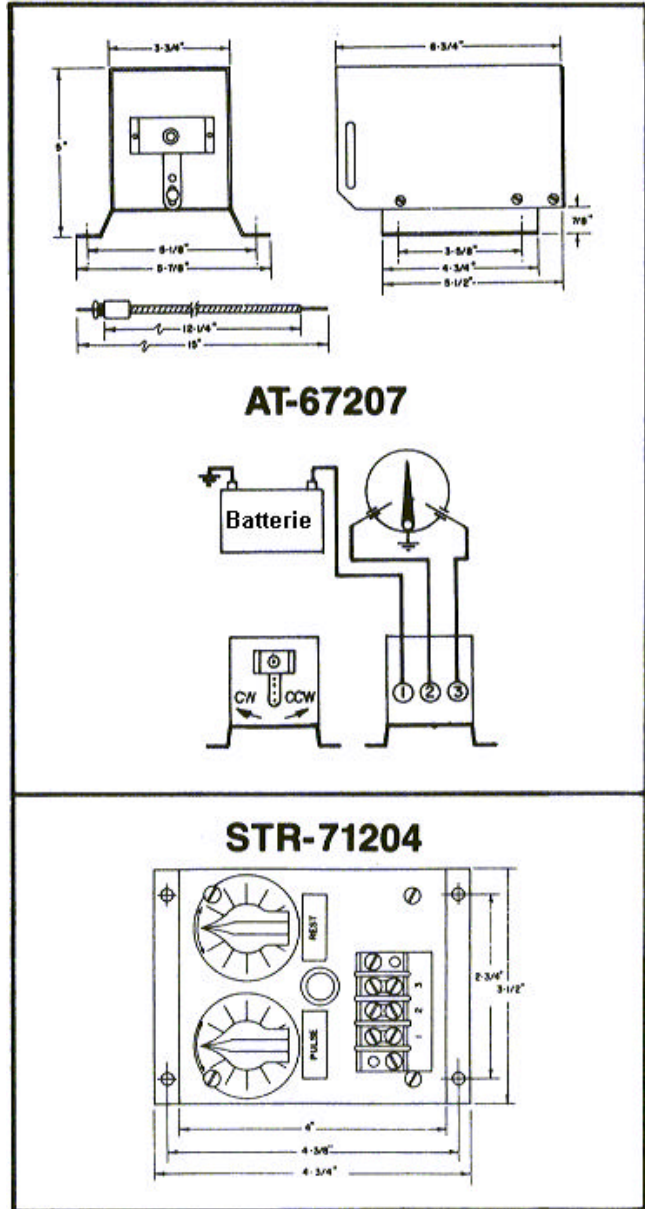 3-3/4"
6-3/4"
5"
7/8"
5-1/8"
5-7/8"
3-5/8"
4-3/4"
5-1/2"
12-1/4"
15"
AT-67207
Batterie
CW CCW
1 2 3
STR-71204
REST
PULSE
3
2
1
2-3/4"
3-1/2"
4"
4-3/8"
4-3/4"